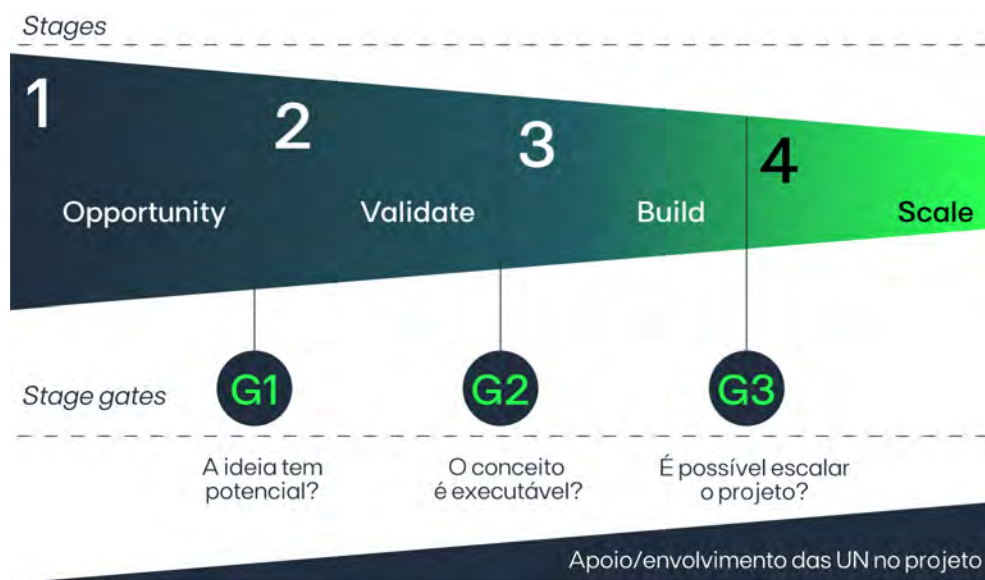 Stages
1
2
3
4
Opportunity
Validate
Build
Scale
Stage gates
G1
G2
G3
A ideia tem
potencial?
O conceito
é executável?
É possível escalar
o projeto?
Apoio/envolvimento das UN no projeto